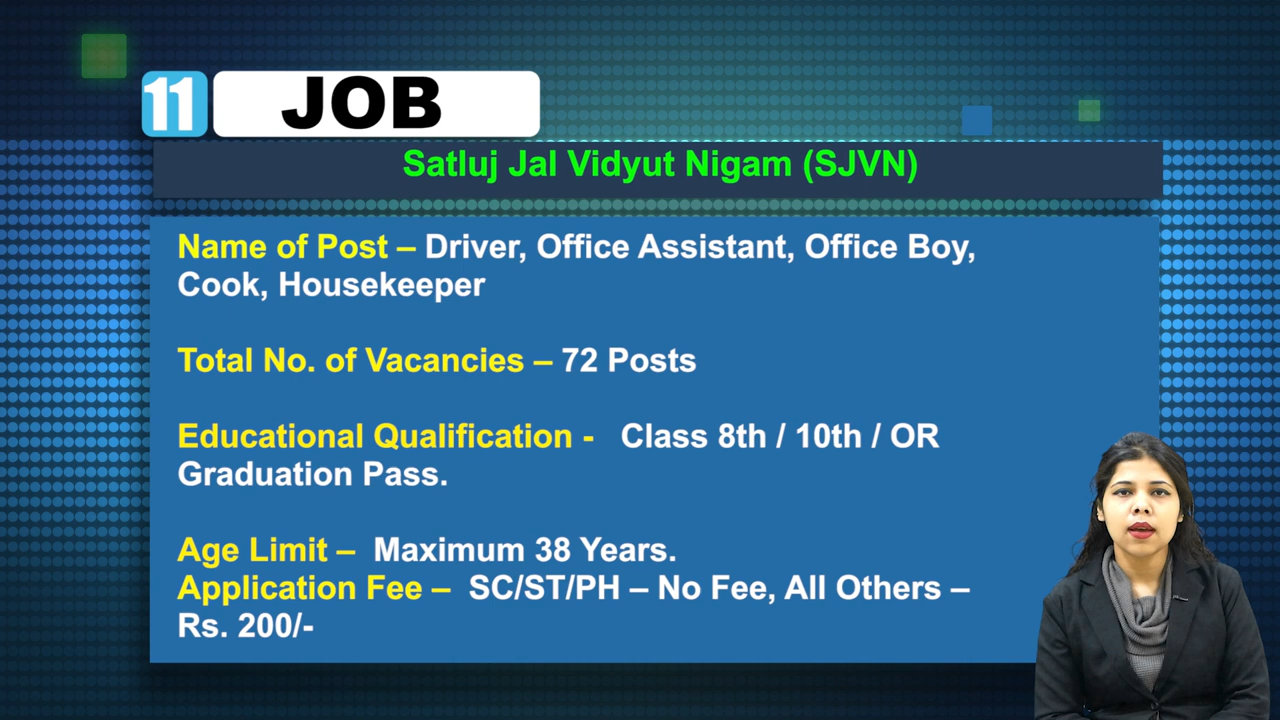 11 JOB
Satluj Jal Vidyut Nigam (SJVN)
Name of Post – Driver, Office Assistant, Office Boy,
Cook, Housekeeper
Total No. of Vacancies – 72 Posts
Educational Qualification - Class 8th / 10th / OR
Graduation Pass.
Age Limit – Maximum 38 Years.
Application Fee – SC/ST/PH – No Fee, All Others –
Rs. 200/-